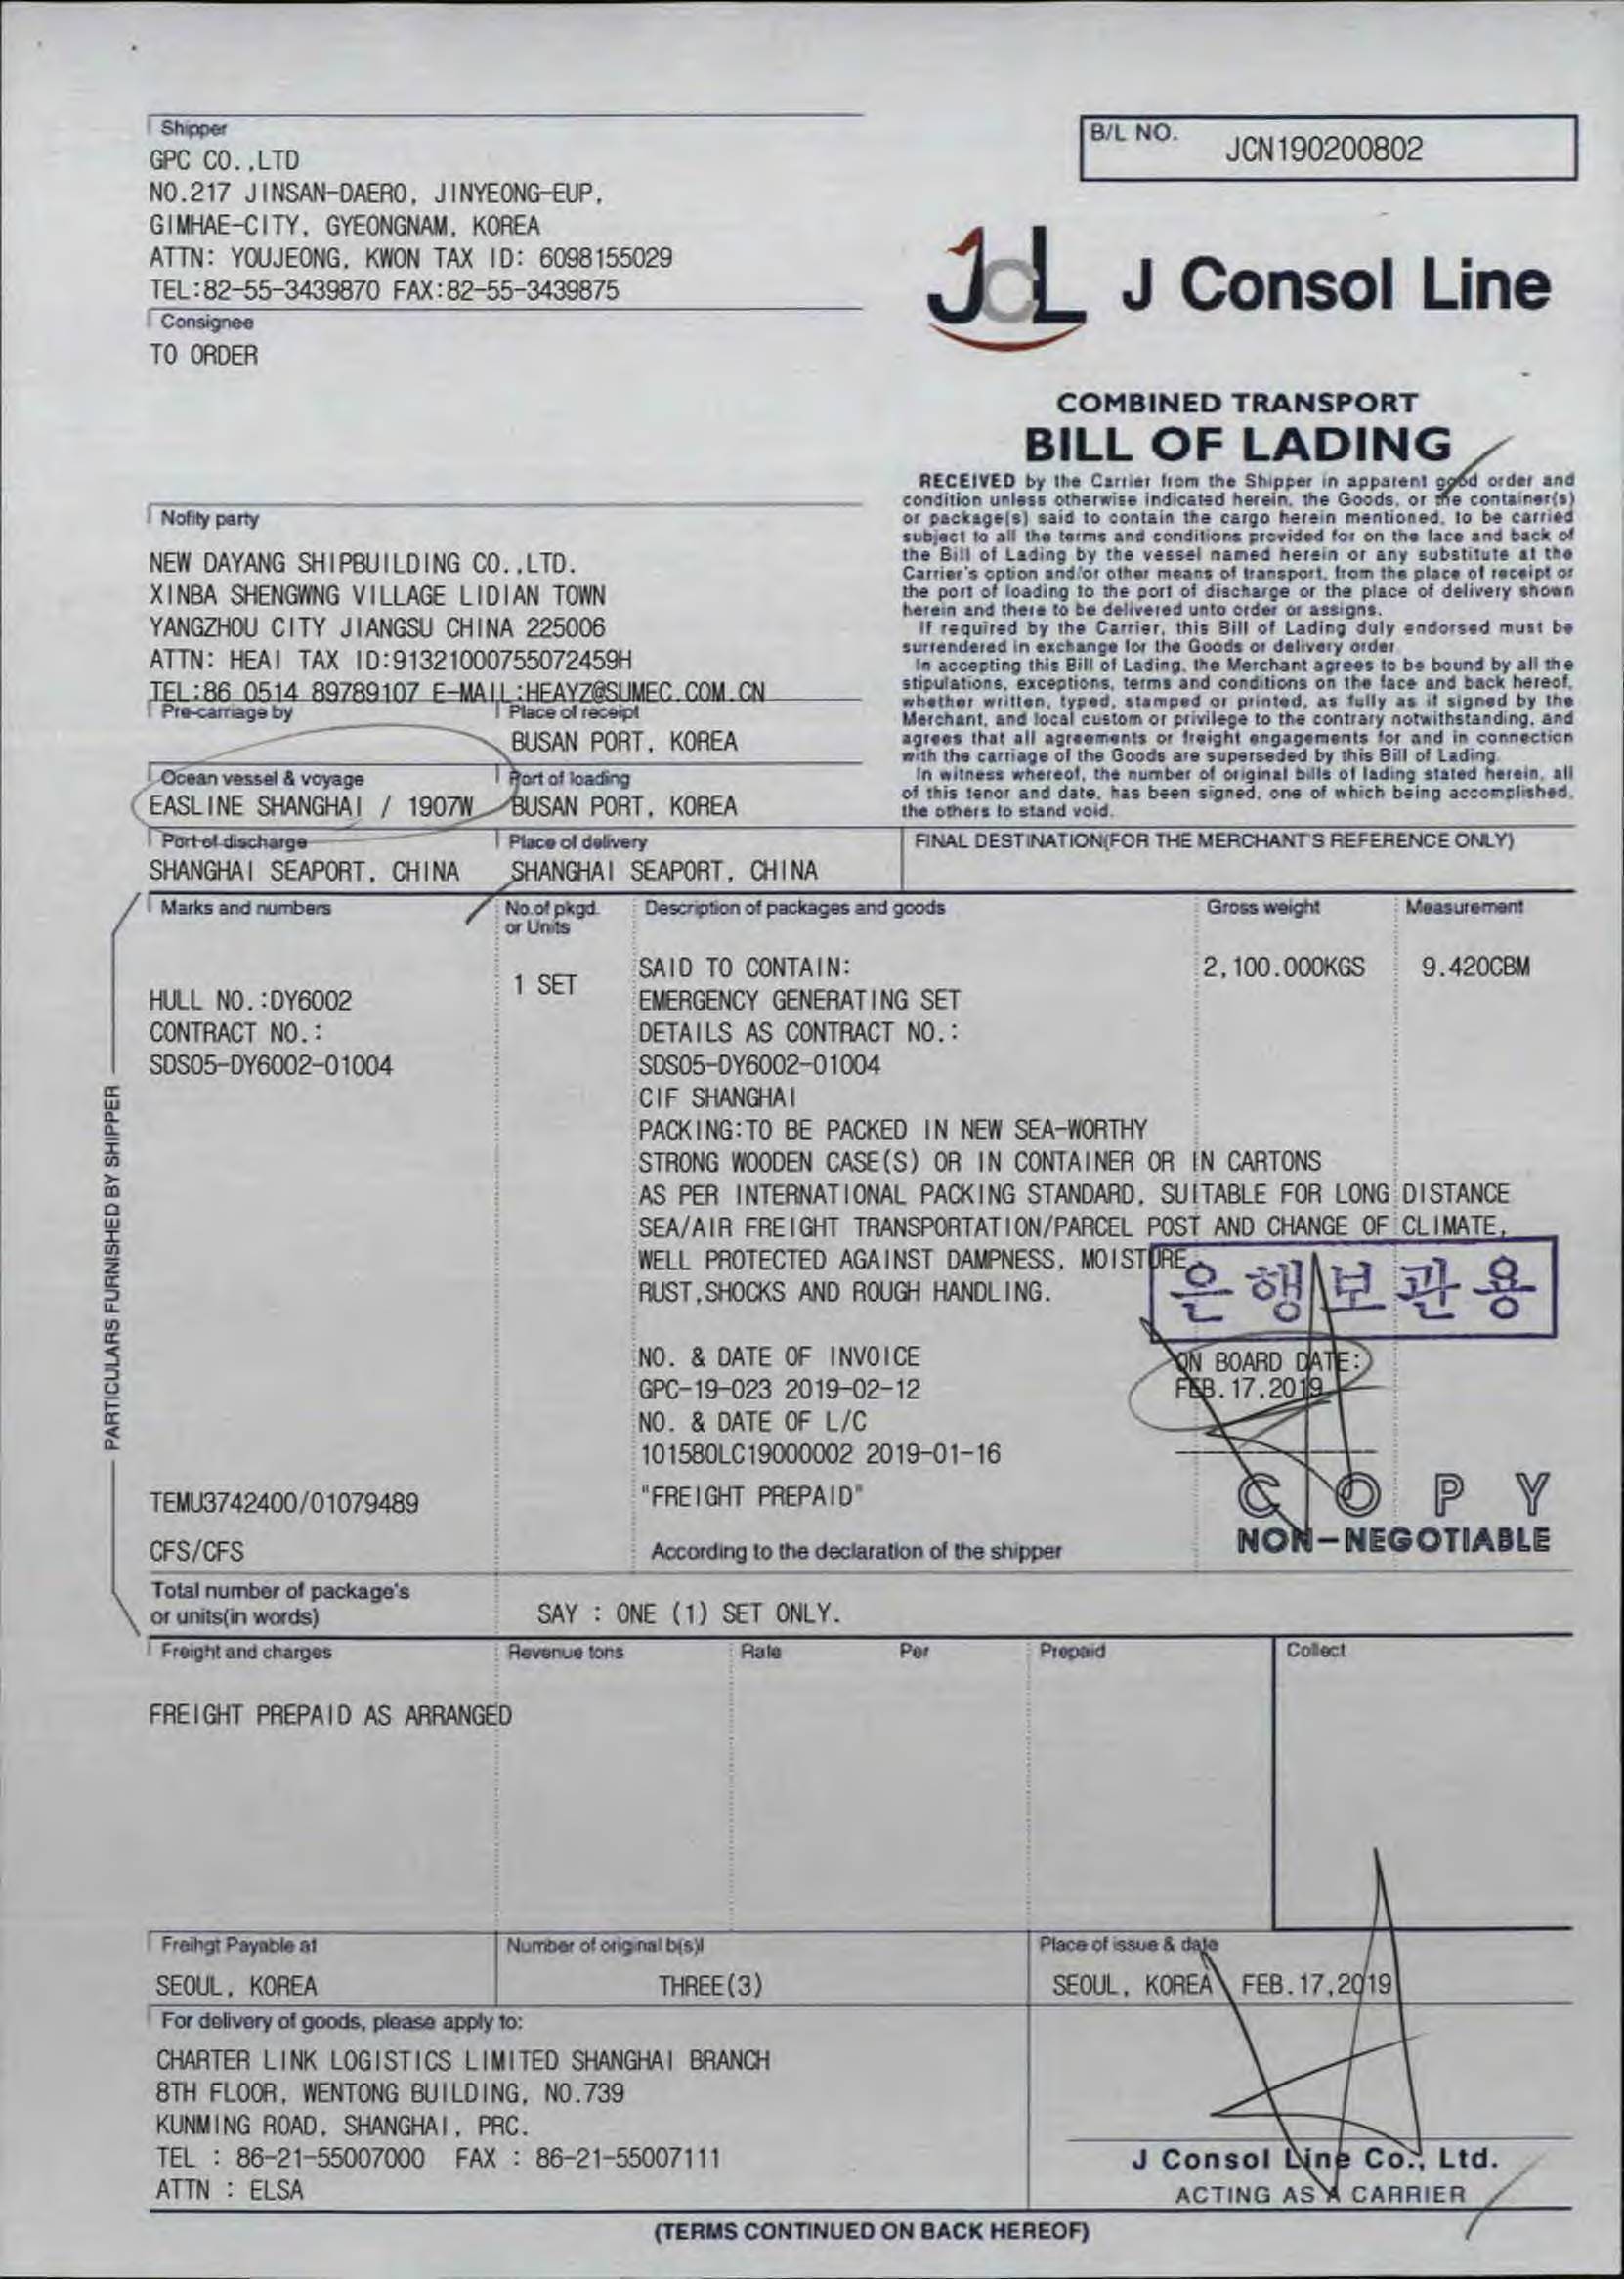 Shipper
GPC CO.,LTD
NO.217 JINSAN-DAERO, JINYEONG-EUP,
GIMHAE-CITY, GYEONGNAM, KOREA
ATTN: YOUJEONG, KWON TAX ID: 6098155029
TEL:82-55-3439870 FAX:82-55-3439875
Consignee
TO ORDER
B/L NO.
JCN190200802
JCL J Consol Line
COMBINED TRANSPORT
BILL OF LADING
RECEIVED by the Carrier from the Shipper in apparent good order and
condition unless otherwise indicated herein, the Goods, or the container(s)
or package(s) said to contain the cargo herein mentioned, to be carried
subject to all the terms and conditions provided for on the face and back of
the Bill of Lading by the vessel named herein or any substitute at the
Carrier's option and/or other means of transport, from the place of receipt or
the port of loading to the port of discharge or the place of delivery shown
herein and there to be delivered unto order or assigns.
If required by the Carrier, this Bill of Lading duly endorsed must be
surrendered in exchange for the Goods or delivery order
In accepting this Bill of Lading, the Merchant agrees to be bound by all the
stipulations, exceptions, terms and conditions on the face and back hereof,
whether written, typed, stamped or printed, as fully as if signed by the
Merchant, and local custom or privilege to the contrary notwithstanding, and
agrees that all agreements or freight engagements for and in connection
with the carriage of the Goods are superseded by this Bill of Lading.
In witness whereof, the number of original bills of lading stated herein, all
of this tenor and date, has been signed, one of which being accomplished,
the others to stand void.
Nofity party
NEW DAYANG SHIPBUILDING CO.,LTD.
XINBA SHENGWNG VILLAGE LIDIAN TOWN
YANGZHOU CITY JIANGSU CHINA 225006
ATTN: HEAI TAX ID:91321000755072459H
TEL:86 0514 89789107 E-MAIL:HEAYZ@SUMEC.COM.CN
Pre-carriage by
Place of receipt
BUSAN PORT, KOREA
Ocean vessel & voyage
Port of loading
EASLINE SHANGHAI / 1907W
BUSAN PORT, KOREA
Port of discharge
Place of delivery
FINAL DESTINATION(FOR THE MERCHANT'S REFERENCE ONLY)
SHANGHAI SEAPORT, CHINA
SHANGHAI SEAPORT, CHINA
PARTICULARS FURNISHED BY SHIPPER
Marks and numbers
No.of pkgd.
or Units
Description of packages and goods
Gross weight
Measurement
HULL NO.:DY6002
CONTRACT NO.:
SDS05-DY6002-01004
1 SET
SAID TO CONTAIN:
2,100.000KGS
9.420CBM
EMERGENCY GENERATING SET
DETAILS AS CONTRACT NO.:
SDS05-DY6002-01004
CIF SHANGHAI
PACKING:TO BE PACKED IN NEW SEA-WORTHY
STRONG WOODEN CASE(S) OR IN CONTAINER OR IN CARTONS
AS PER INTERNATIONAL PACKING STANDARD, SUITABLE FOR LONG DISTANCE
SEA/AIR FREIGHT TRANSPORTATION/PARCEL POST AND CHANGE OF CLIMATE,
WELL PROTECTED AGAINST DAMPNESS, MOISTURE,
RUST,SHOCKS AND ROUGH HANDLING.
은행보관용
NO. & DATE OF INVOICE
GPC-19-023 2019-02-12
NO. & DATE OF L/C
101580LC19000002 2019-01-16
"FREIGHT PREPAID"
ON BOARD DATE:
FEB.17,2019
COPY
NON-NEGOTIABLE
TEMU3742400/01079489
CFS/CFS
According to the declaration of the shipper
Total number of package's
or units(in words)
SAY : ONE (1) SET ONLY.
Freight and charges
Revenue tons
Rate
Per
Prepaid
Collect
FREIGHT PREPAID AS ARRANGED
Freihgt Payable at
Number of original b(s)l
Place of issue & date
SEOUL, KOREA
THREE(3)
SEOUL, KOREA FEB.17,2019
For delivery of goods, please apply to:
CHARTER LINK LOGISTICS LIMITED SHANGHAI BRANCH
8TH FLOOR, WENTONG BUILDING, NO.739
KUNMING ROAD, SHANGHAI, PRC.
TEL : 86-21-55007000 FAX : 86-21-55007111
ATTN : ELSA
J Consol Line Co., Ltd.
ACTING AS A CARRIER
(TERMS CONTINUED ON BACK HEREOF)